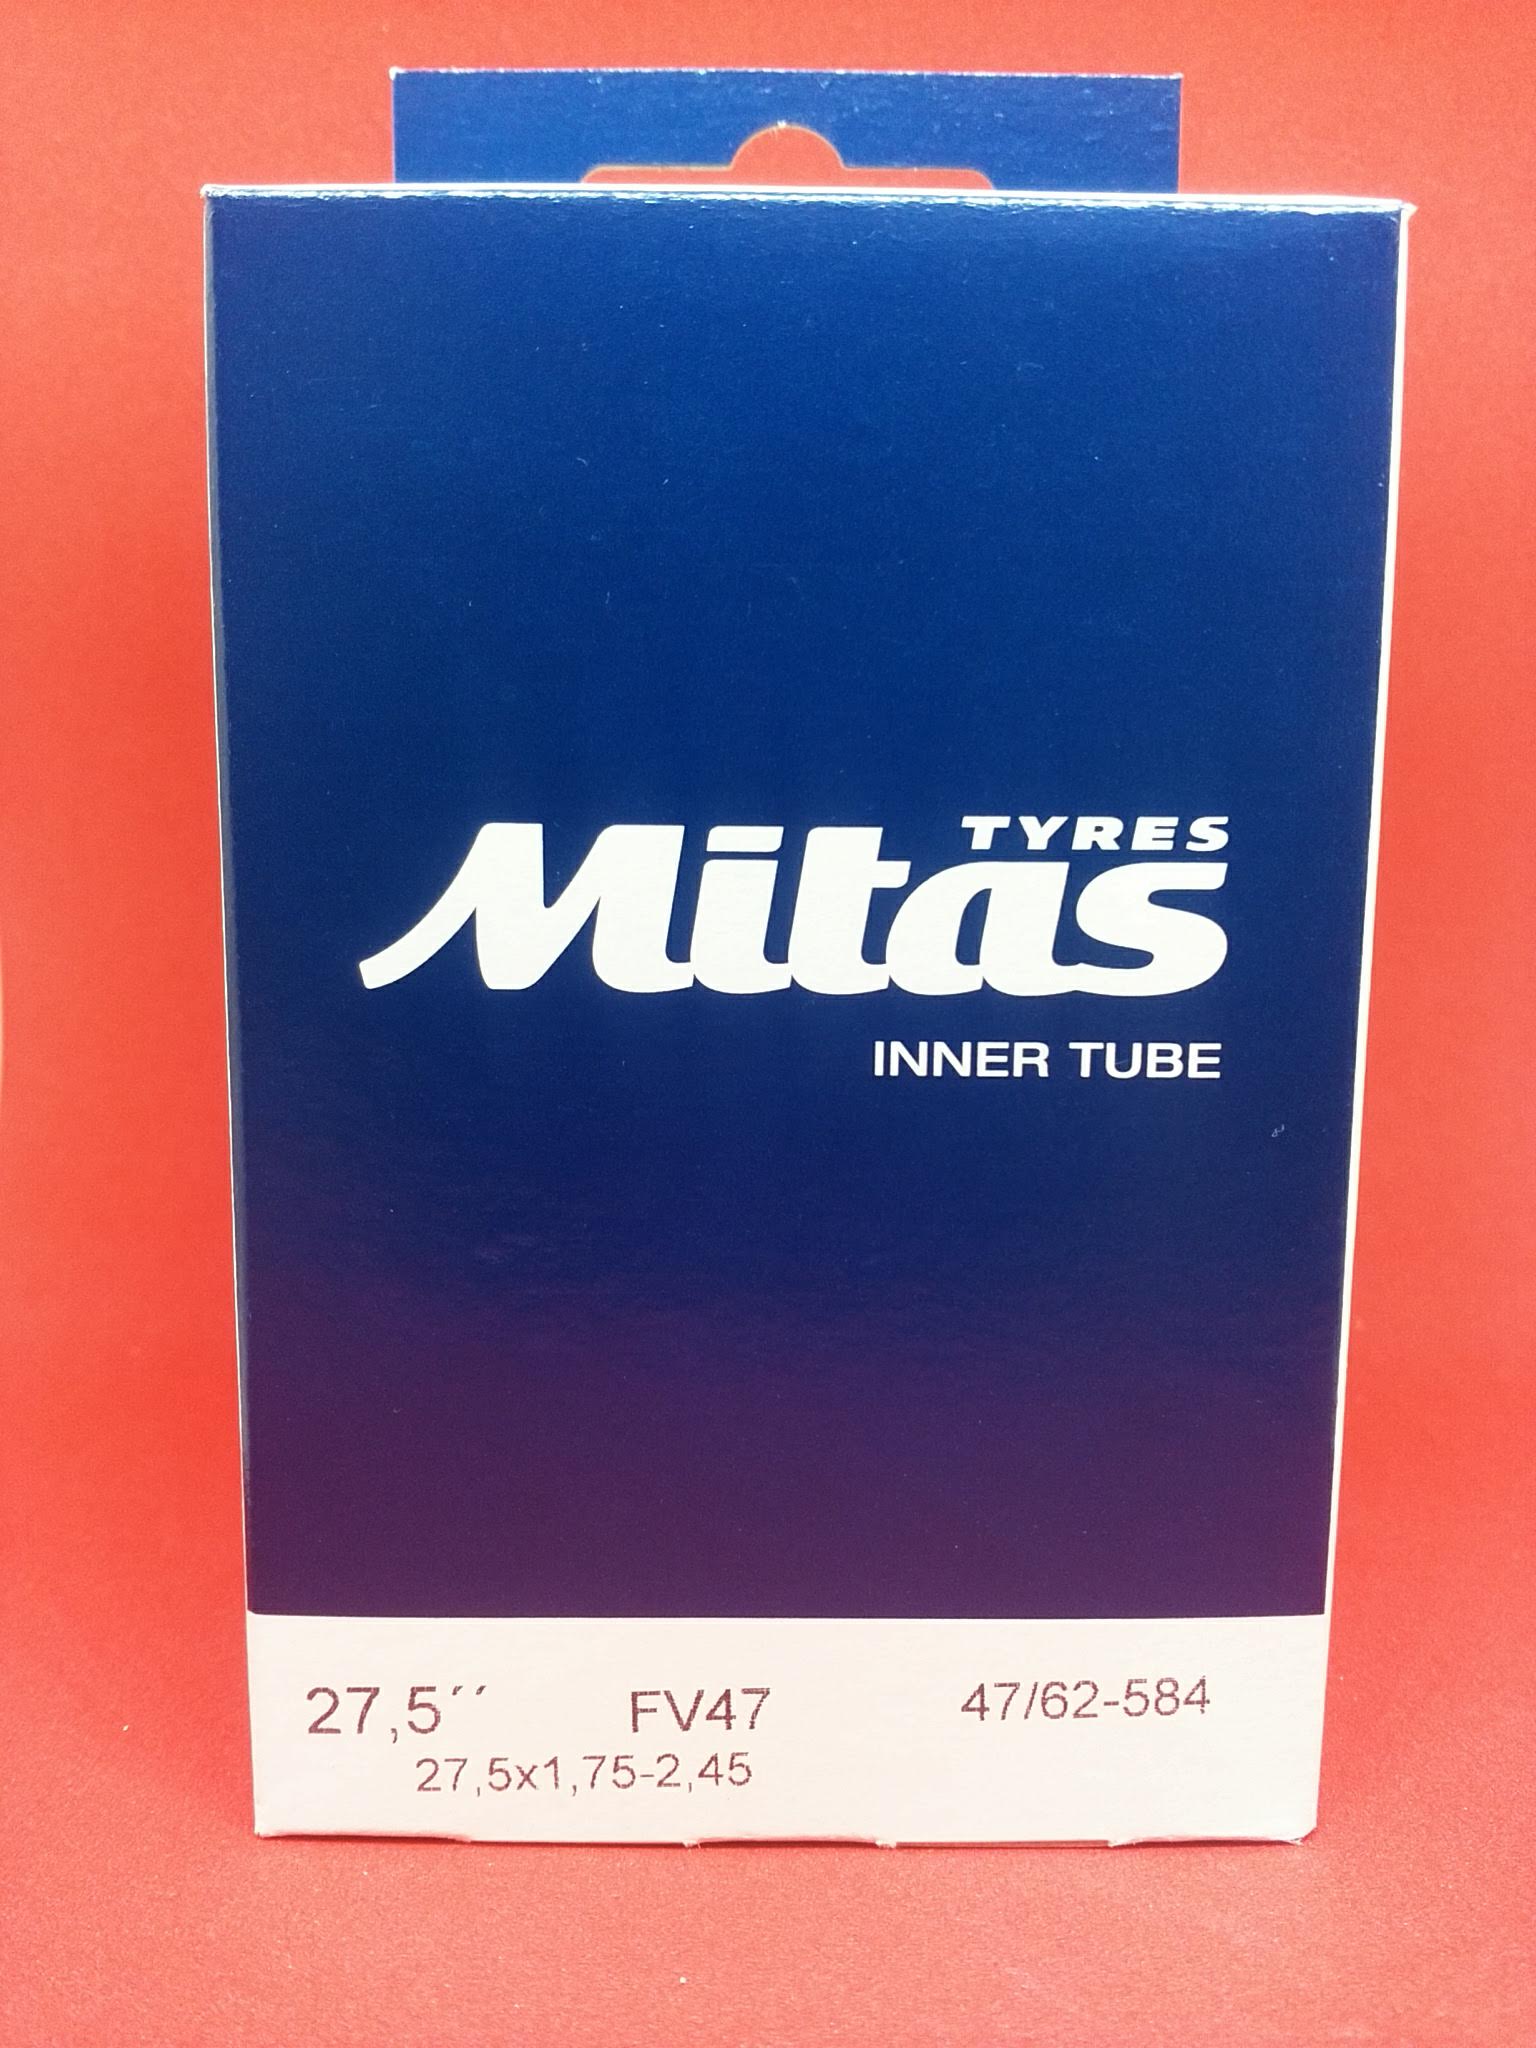 TYRES
Mitas
INNER TUBE
27,5´´ FV47 47/62-584
27,5x1,75-2,45